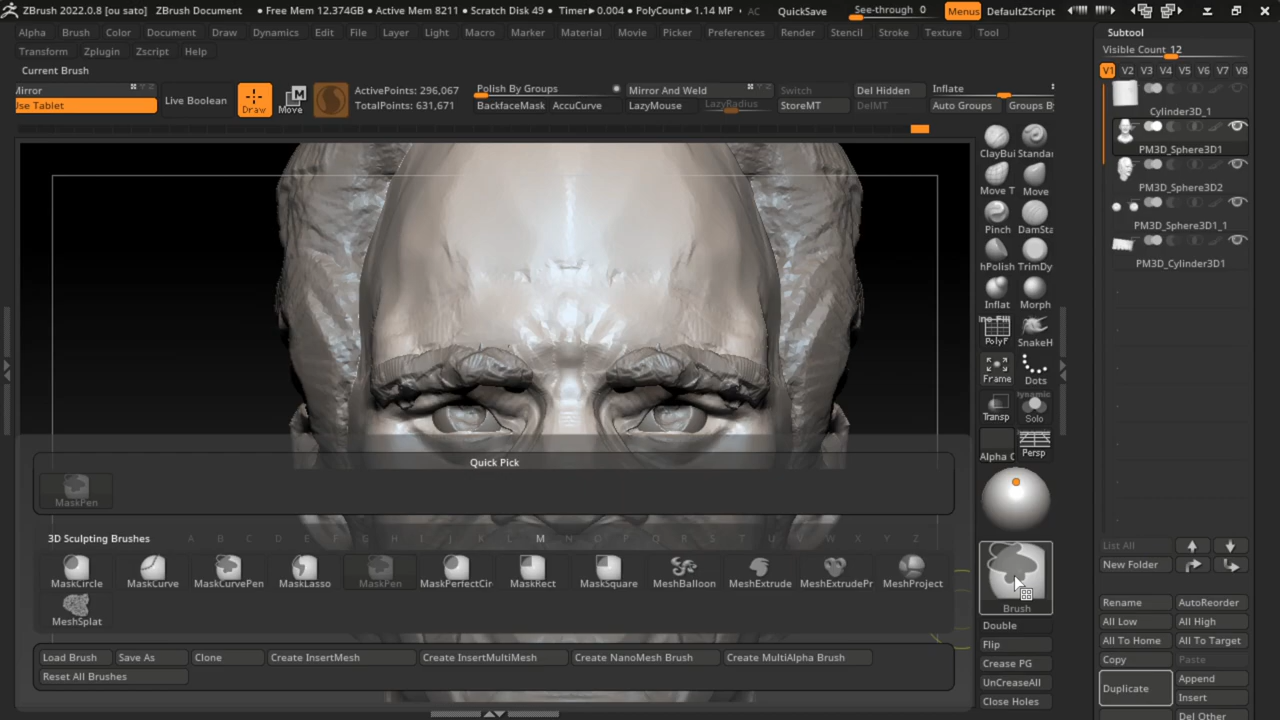 ZBrush 2022.0.8 [ou sato] ZBrush Document • Free Mem 12.374GB • Active Mem 8211 • Scratch Disk 49 • Timer▸0.004 • PolyCount▸1.14 MP • AC QuickSave See-through 0 Menus DefaultZScript
Alpha Brush Color Document Draw Dynamics Edit File Layer Light Macro Marker Material Movie Picker Preferences Render Stencil Stroke Texture Tool
Transform Zplugin Zscript Help
Current Brush
Mirror
Use Tablet
Live Boolean
Draw
Move
ActivePoints: 296,067
TotalPoints: 631,671
Polish By Groups
BackfaceMask AccuCurve
Mirror And Weld
LazyMouse LazyRadius
Switch
StoreMT
Del Hidden
DelMT
Inflate
Auto Groups Groups By
ClayBui Standar
Move T Move
Pinch DamSta
hPolish TrimDy
Inflat Morph
PolyF SnakeH
Frame Dots
Dynamic
Transp Solo
Alpha O Persp
Brush
Double
Flip
Crease PG
UnCreaseAll
Close Holes
Quick Pick
MaskPen
3D Sculpting Brushes A B C D E F G H I J K L M N O P Q R S T U V W X Y Z
MaskCircle MaskCurve MaskCurvePen MaskLasso MaskPen MaskPerfectCir MaskRect MaskSquare MeshBalloon MeshExtrude MeshExtrudePr MeshProject
MeshSplat
Load Brush Save As Clone Create InsertMesh Create InsertMultiMesh Create NanoMesh Brush Create MultiAlpha Brush
Reset All Brushes
Subtool
Visible Count 12
V1 V2 V3 V4 V5 V6 V7 V8
Cylinder3D_1
PM3D_Sphere3D1
PM3D_Sphere3D2
PM3D_Sphere3D1_1
PM3D_Cylinder3D1
List All
New Folder
Rename AutoReorder
All Low All High
All To Home All To Target
Copy Paste
Duplicate
Append
Insert
Del Other